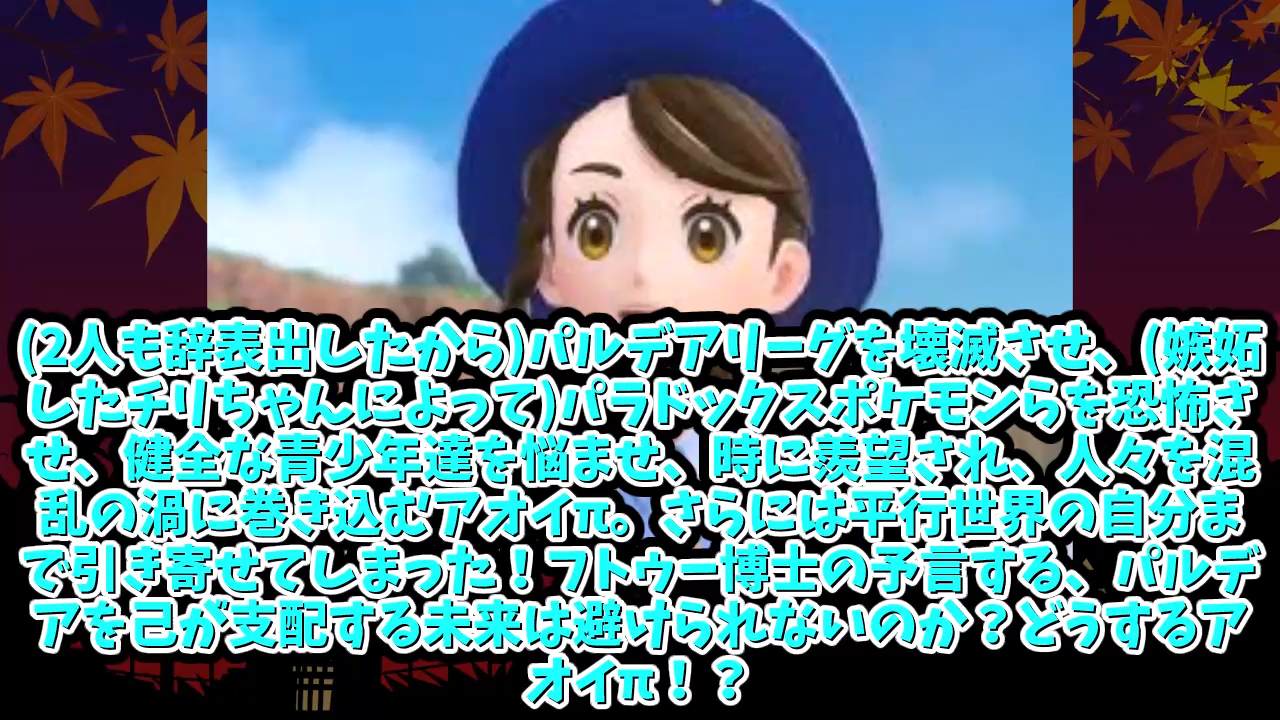 (2人も辞表出したから)パルデアリーグを壊滅させ、(嫉妬
したチリちゃんによって)パラドックスポケモンらを恐怖さ
せ、健全な青少年達を悩ませ、時に羨望され、人々を混
乱の渦に巻き込むアオイπ。さらには平行世界の自分ま
で引き寄せてしまった！フトゥー博士の予言する、パルデ
アを己が支配する未来は避けられないのか？どうするア
オイπ！？